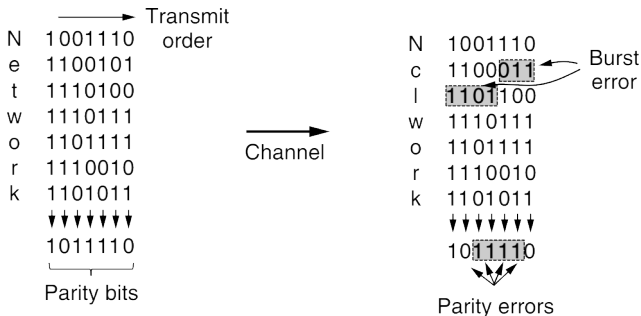 Transmit
order
N 1001110
e 1100101
t 1110100
w 1110111
o 1101111
r 1110010
k 1101011
1011110
Parity bits
Channel
N 1001110
c 1100011
l 1101100
w 1110111
o 1101111
r 1110010
k 1101011
1011110
Burst
error
Parity errors